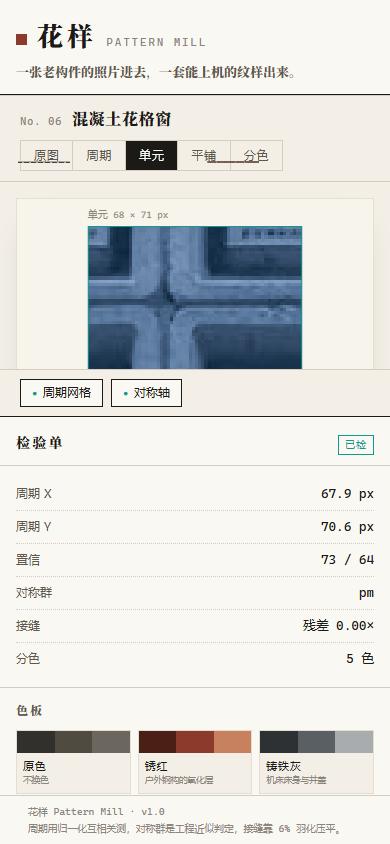 花样 PATTERN MILL
一张老构件的照片进去，一套能上机的纹样出来。
No. 06 混凝土花格窗
原图 周期 单元 平铺 分色
单元 68 × 71 px
周期网格 对称轴
检验单 已检
周期 X 67.9 px
周期 Y 70.6 px
置信 73 / 64
对称群 pm
接缝 残差 0.00×
分色 5 色
色板
原色 锈红 铸铁灰
不换色 户外钢构的氧化层 机床床身与井盖
花样 Pattern Mill · v1.0
周期用归一化互相关测，对称群是工程近似判定，接缝靠 6% 羽化压平。